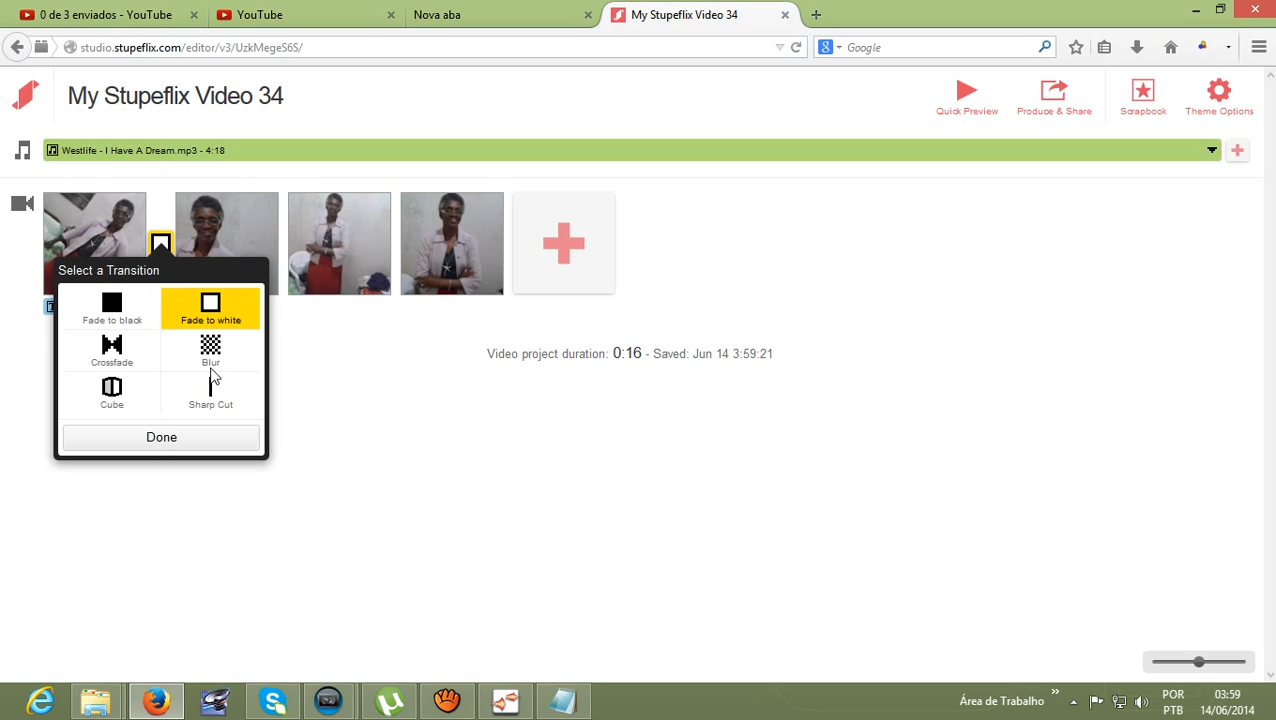 0 de 3 enviados - YouTube
YouTube
Nova aba
My Stupeflix Video 34
studio.stupeflix.com/editor/v3/UzkMegeS6S/
Google
My Stupeflix Video 34
Quick Preview
Produce & Share
Scrapbook
Theme Options
Westlife - I Have A Dream.mp3 - 4:18
Select a Transition
Fade to black
Fade to white
Crossfade
Blur
Cube
Sharp Cut
Done
Video project duration: 0:16 - Saved: Jun 14 3:59:21
Área de Trabalho
POR
PTB
03:59
14/06/2014